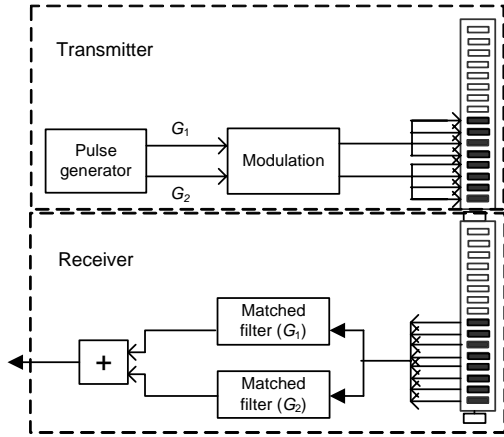 Transmitter
G1
Pulse
generator
Modulation
G2
Receiver
Matched
filter (G1)
+
Matched
filter (G2)